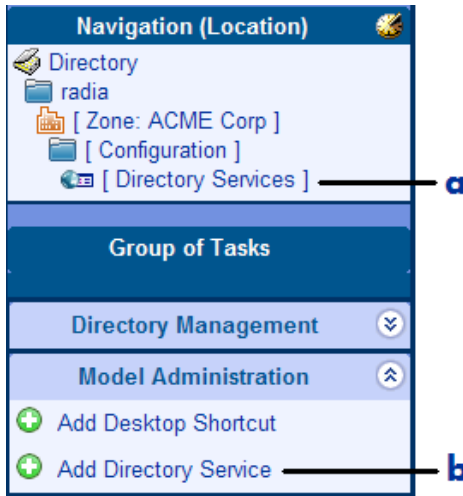 Navigation (Location)
Directory
radia
[ Zone: ACME Corp ]
[ Configuration ]
[ Directory Services ] a
Group of Tasks
Directory Management
Model Administration
Add Desktop Shortcut
Add Directory Service b